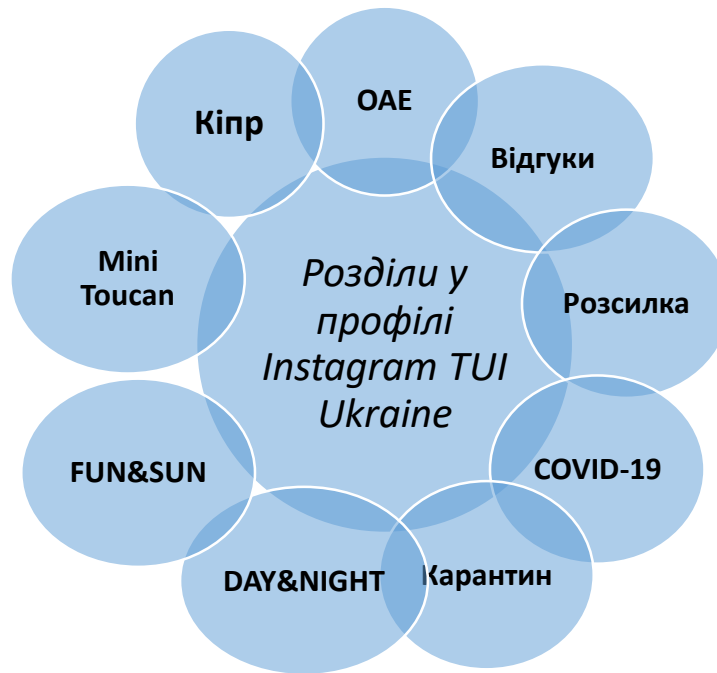 ОАЕ
Кіпр
Відгуки
Mini
Toucan
Розділи у
профілі
Instagram TUI
Ukraine
Розсилка
FUN&SUN
COVID-19
DAY&NIGHT
Карантин